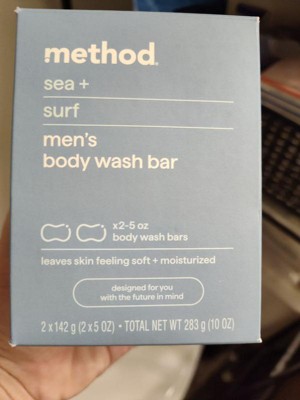 method.
sea +
surf
men's
body wash bar
x2-5 oz
body wash bars
leaves skin feeling soft + moisturized
designed for you
with the future in mind
2 x 142 g (2 x 5 OZ) • TOTAL NET WT 283 g (10 OZ)